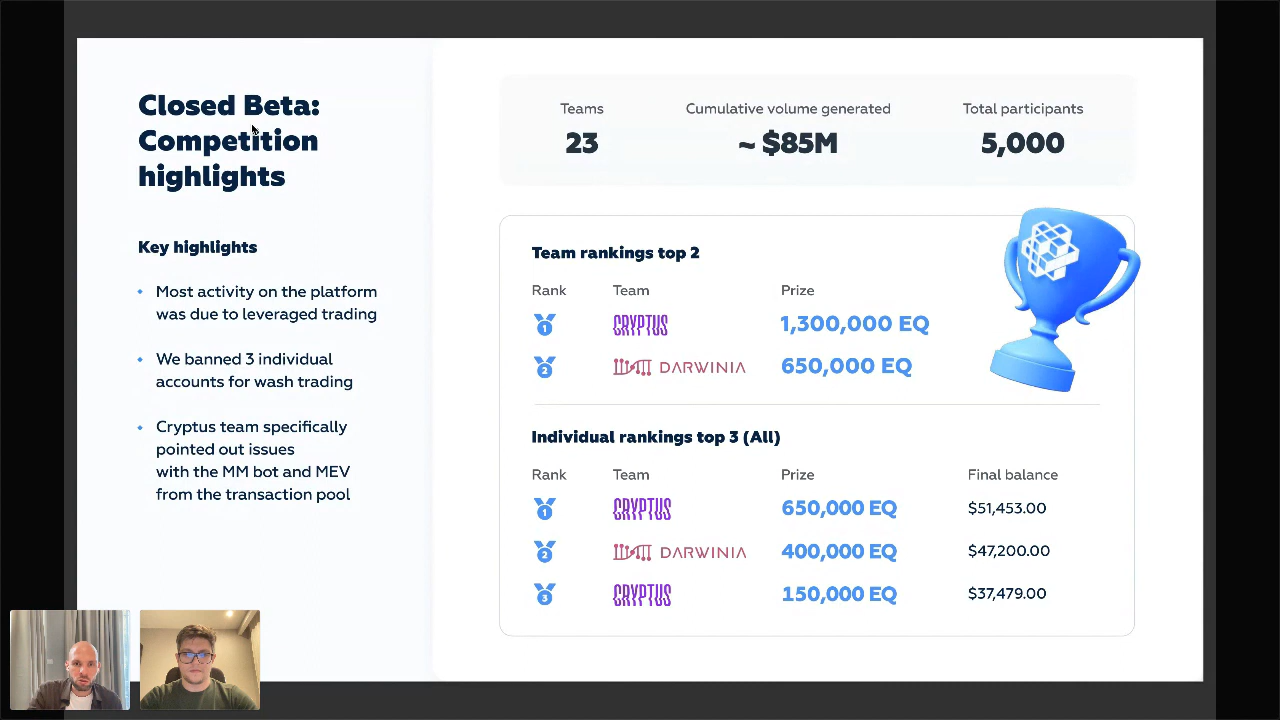 Closed Beta:
Competition
highlights
Key highlights
Most activity on the platform
was due to leveraged trading
We banned 3 individual
accounts for wash trading
Cryptus team specifically
pointed out issues
with the MM bot and MEV
from the transaction pool
Teams Cumulative volume generated Total participants
23 ~ $85M 5,000
Team rankings top 2
Rank Team Prize
1 CRYPTUS 1,300,000 EQ
2 DARWINIA 650,000 EQ
Individual rankings top 3 (All)
Rank Team Prize Final balance
1 CRYPTUS 650,000 EQ $51,453.00
2 DARWINIA 400,000 EQ $47,200.00
3 CRYPTUS 150,000 EQ $37,479.00